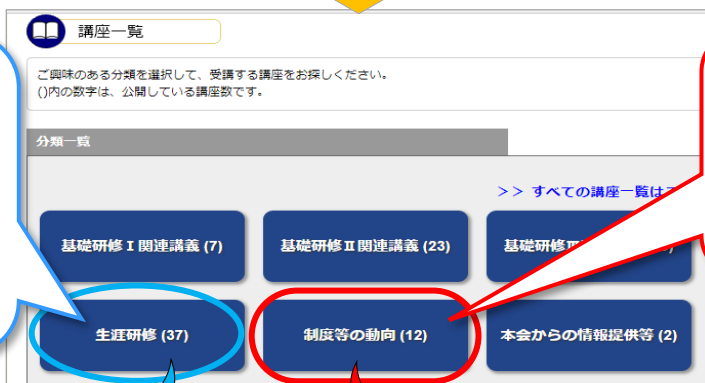 講座一覧
ご興味のある分類を選択して、受講する講座をお探しください。
()内の数字は、公開している講座数です。
分類一覧
>> すべての講座一覧は
基礎研修Ⅰ関連講義 (7)
基礎研修Ⅱ関連講義 (23)
基礎研修
生涯研修 (37)
制度等の動向 (12)
本会からの情報提供等 (2)